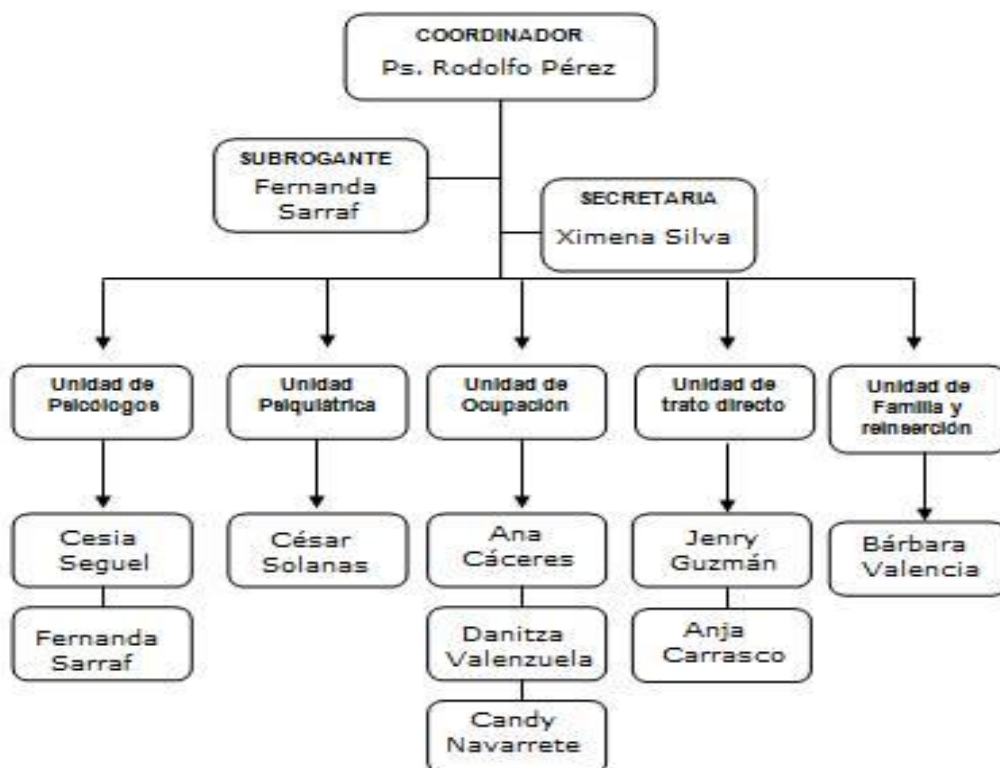 COORDINADOR
Ps. Rodolfo Pérez
SUBROGANTE
Fernanda
Sarraf
SECRETARIA
Ximena Silva
Unidad de
Psicólogos
Unidad
Psiquiátrica
Unidad de
Ocupación
Unidad de
trato directo
Unidad de
Familia y
reinserción
Cesia
Seguel
César
Solanas
Ana
Cáceres
Jenry
Guzmán
Bárbara
Valencia
Fernanda
Sarraf
Danitza
Valenzuela
Anja
Carrasco
Candy
Navarrete